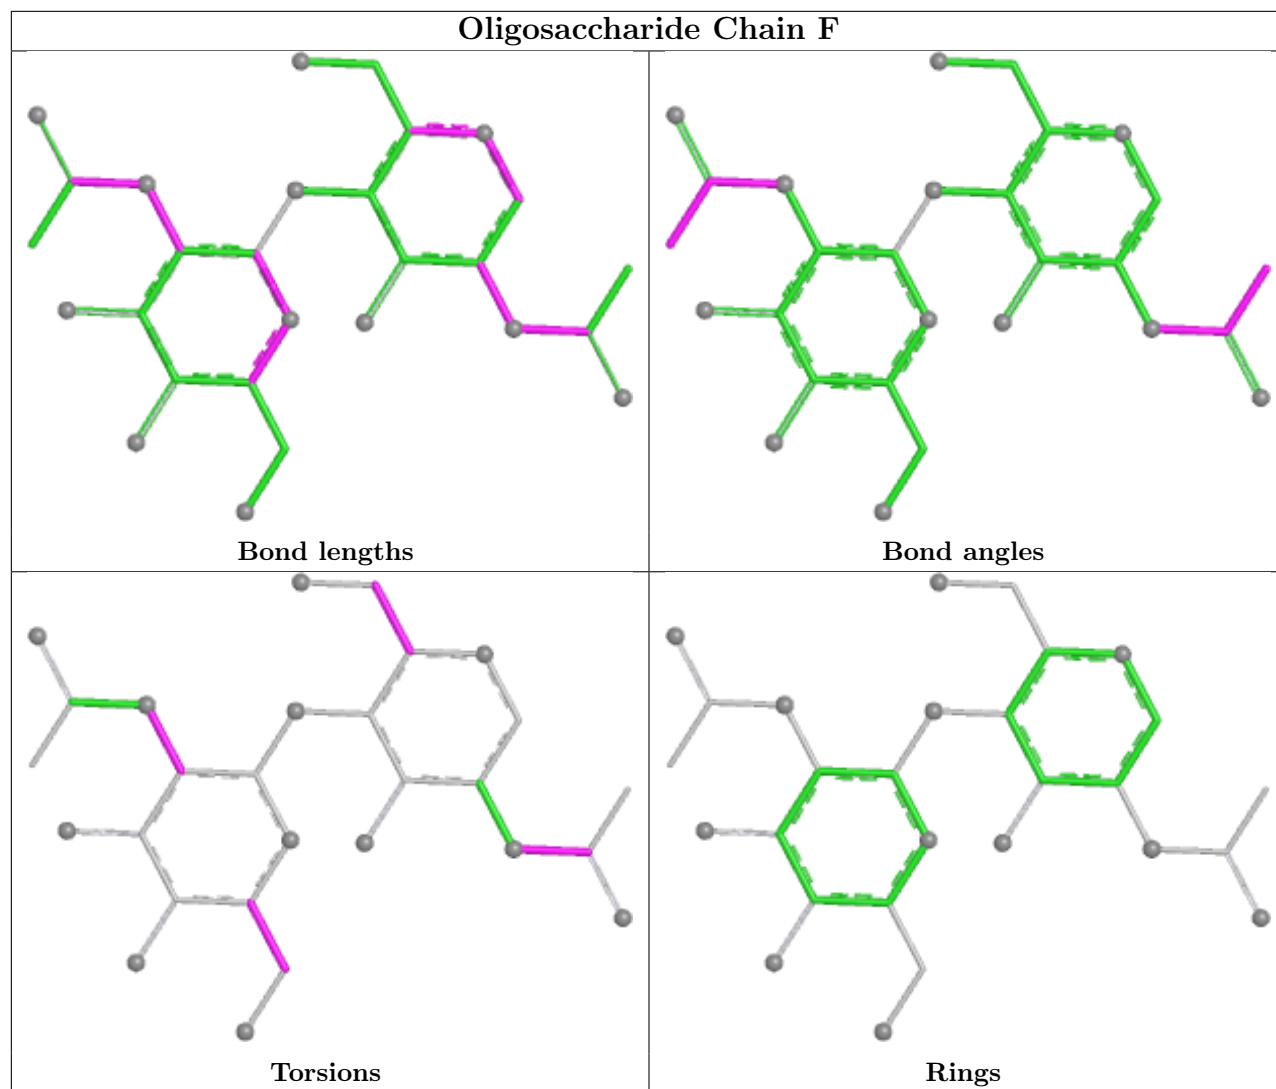 Oligosaccharide Chain F
Bond lengths
Bond angles
Torsions
Rings